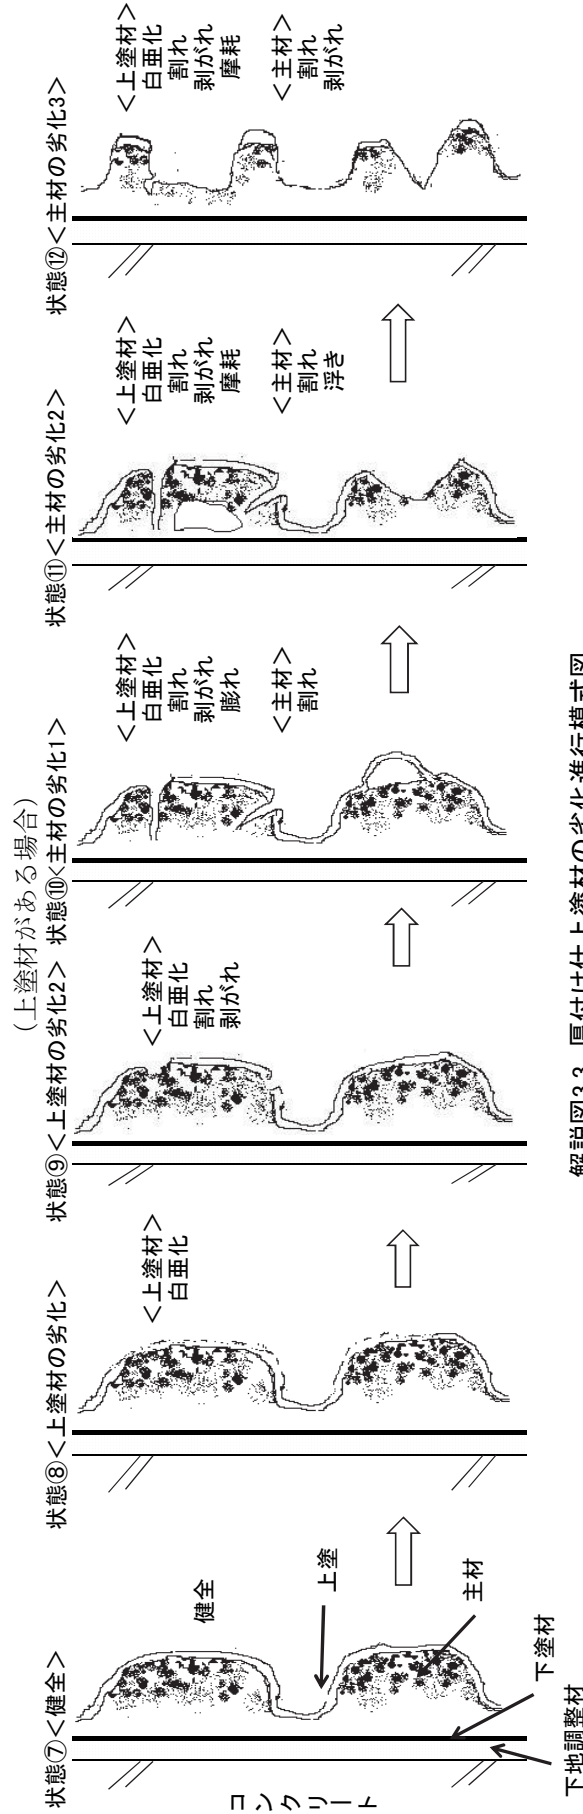 (上塗材がある場合)
状態⑦<健全>
状態⑧<上塗材の劣化>
状態⑨<上塗材の劣化2>
状態⑩<主材の劣化1>
状態⑪<主材の劣化2>
状態⑫<主材の劣化3>
コンクリート
健全
上塗
主材
下塗材
下地調整材
<上塗材>
白亜化
<上塗材>
白亜化
割れ
剥がれ
<上塗材>
白亜化
割れ
剥がれ
膨れ
<主材>
割れ
<上塗材>
白亜化
割れ
剥がれ
摩耗
<主材>
割れ
浮き
<上塗材>
白亜化
割れ
剥がれ
摩耗
<主材>
割れ
剥がれ
解説図3.3 厚付け仕上塗材の劣化進行模式図